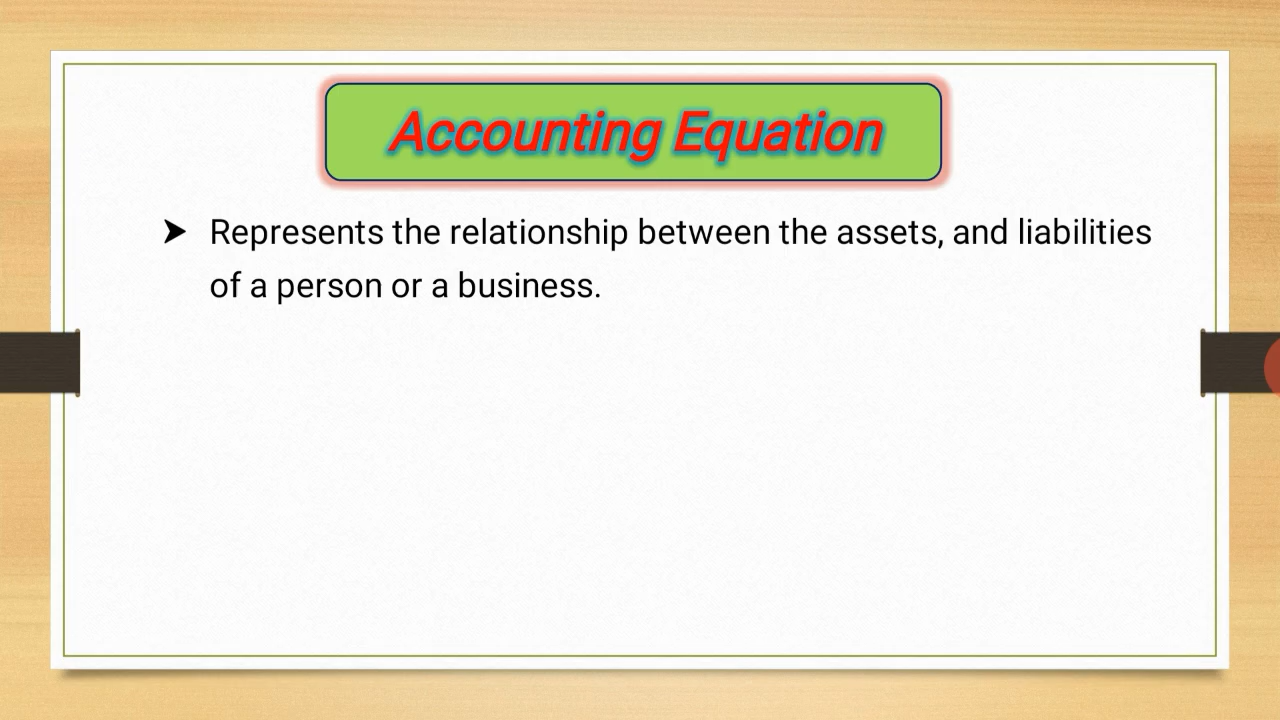 Accounting Equation
➤ Represents the relationship between the assets, and liabilities
of a person or a business.